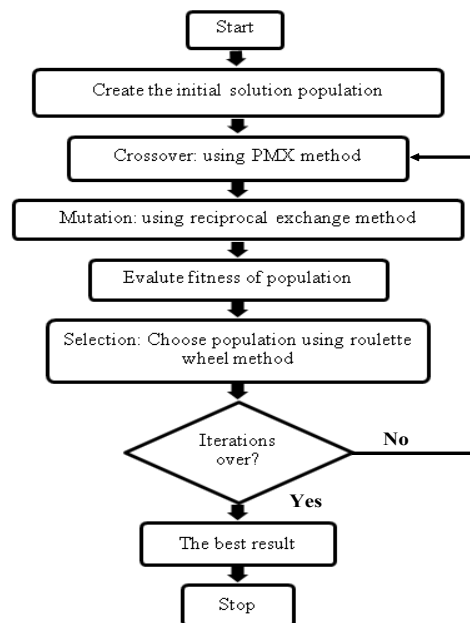 Start
Create the initial solution population
Crossover: using PMX method
Mutation: using reciprocal exchange method
Evalute fitness of population
Selection: Choose population using roulette
wheel method
Iterations
over?
No
Yes
The best result
Stop